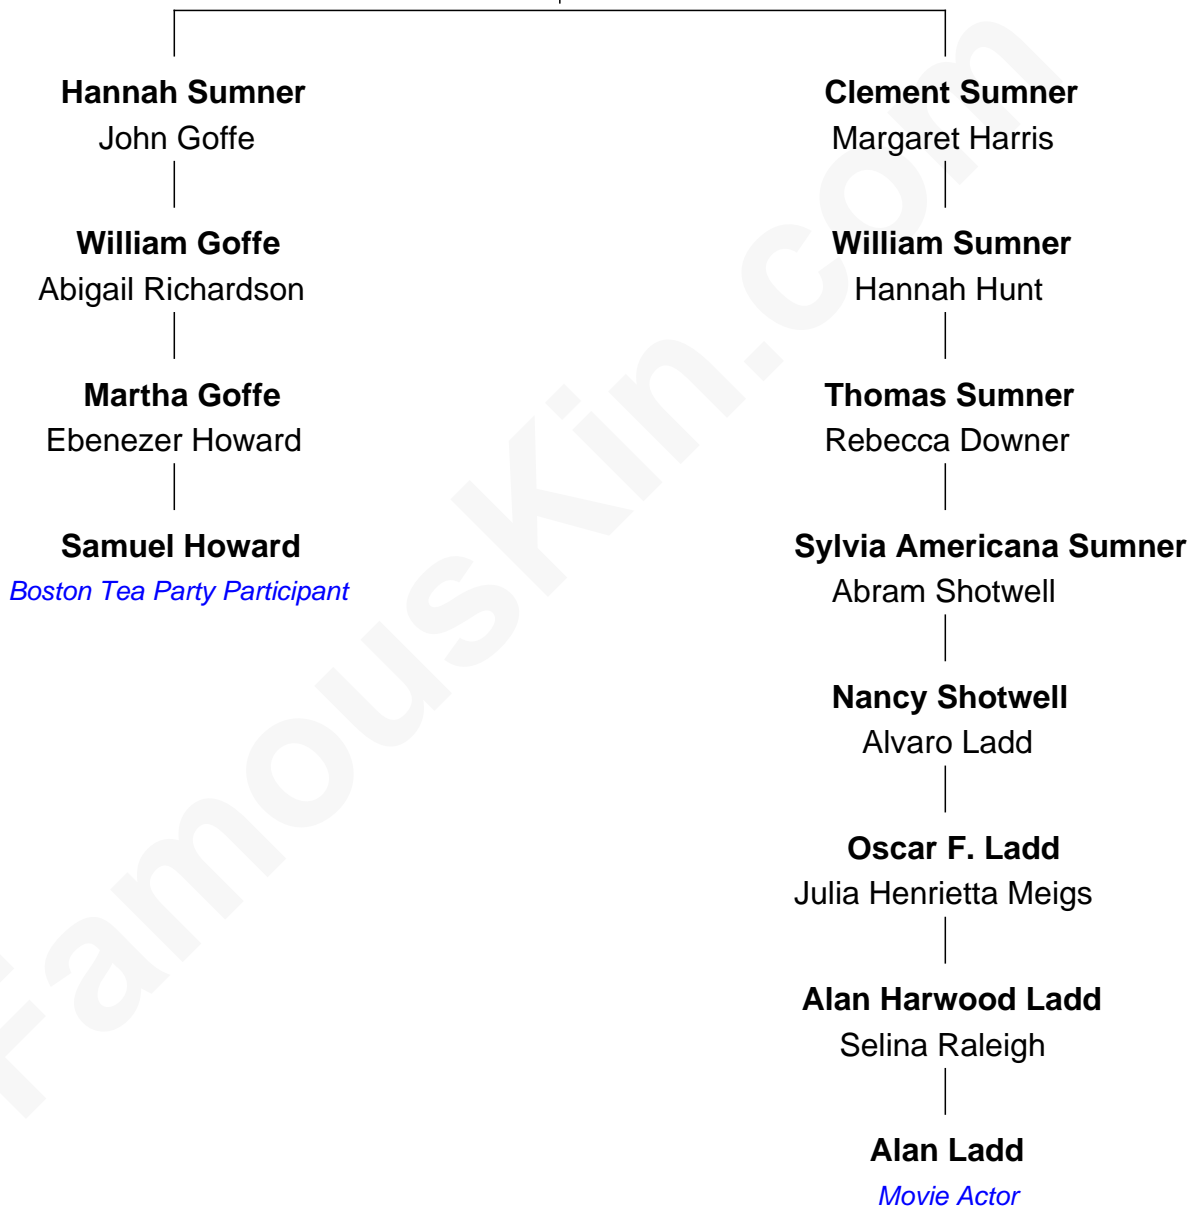 Hannah Sumner
John Goffe
William Goffe
Abigail Richardson
Martha Goffe
Ebenezer Howard
Samuel Howard
Boston Tea Party Participant
Clement Sumner
Margaret Harris
William Sumner
Hannah Hunt
Thomas Sumner
Rebecca Downer
Sylvia Americana Sumner
Abram Shotwell
Nancy Shotwell
Alvaro Ladd
Oscar F. Ladd
Julia Henrietta Meigs
Alan Harwood Ladd
Selina Raleigh
Alan Ladd
Movie Actor
FamousKin.com